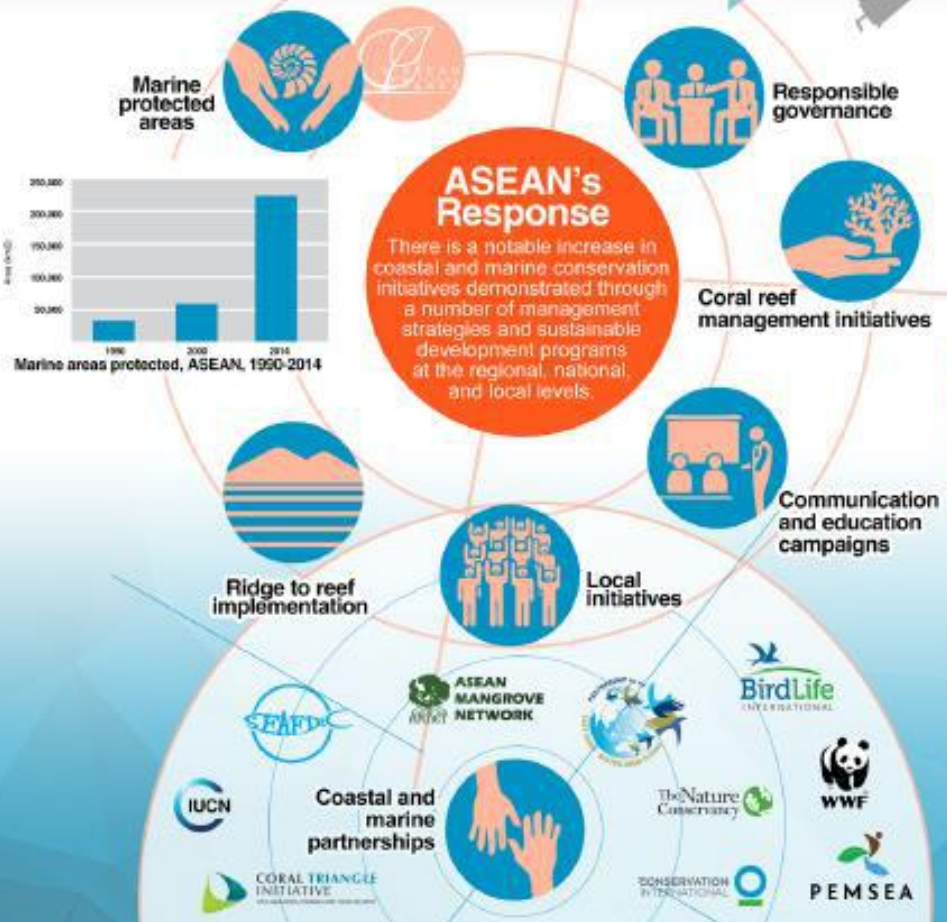 Marine
protected
areas
Responsible
governance
ASEAN's
Response
There is a notable increase in
coastal and marine conservation
initiatives demonstrated through
a number of management
strategies and sustainable
development programs
at the regional, national,
and local levels.
250,000
200,000
150,000
100,000
50,000
Area (km2)
1990
2000
2014
Marine areas protected, ASEAN, 1990-2014
Coral reef
management initiatives
Communication
and education
campaigns
Ridge to reef
implementation
Local
initiatives
SEAFDEC
ASEAN
MANGROVE
NETWORK
BirdLife
INTERNATIONAL
IUCN
Coastal and
marine
partnerships
The Nature
Conservancy
WWF
CORAL TRIANGLE
INITIATIVE
CONSERVATION
INTERNATIONAL
PEMSEA